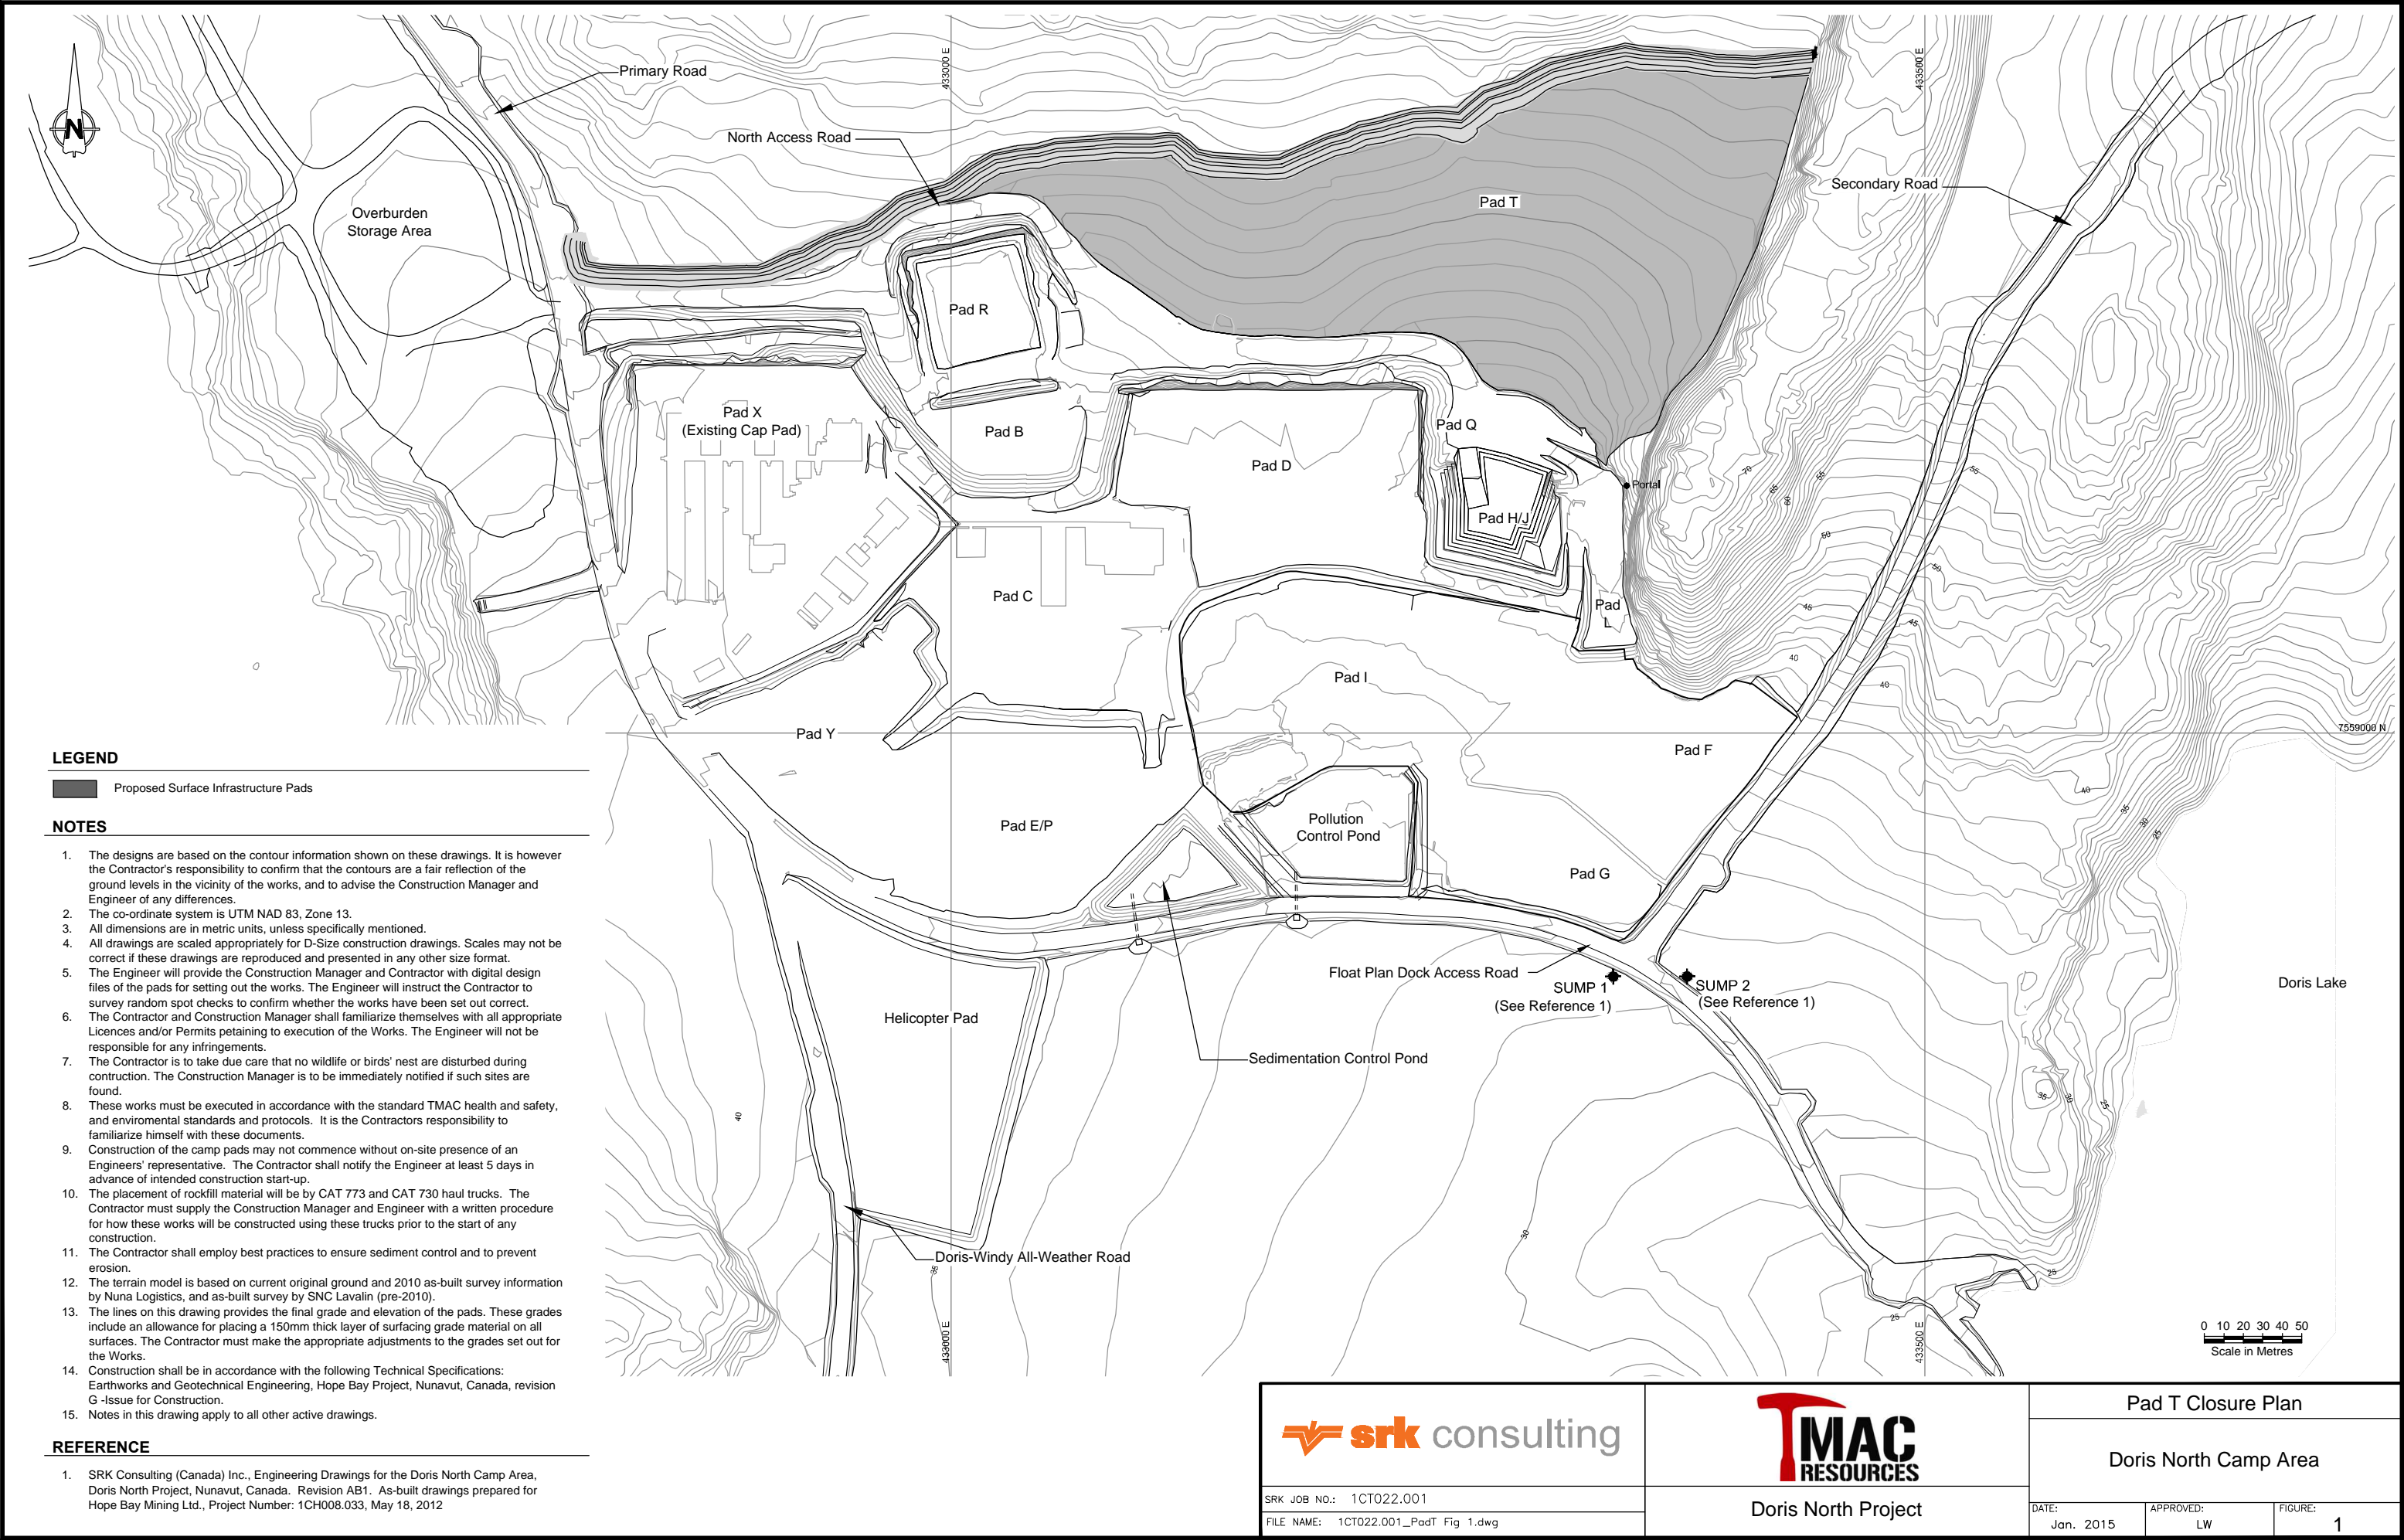 433000 E
433500 E
Primary Road
North Access Road
N
Secondary Road
Pad T
Overburden
Storage Area
Pad R
Pad X
(Existing Cap Pad)
Pad B
Pad Q
Pad D
70
65
60
55
55
Portal
Pad H/J
60
50
Pad C
Pad
L
45
45
40
40
Pad I
7559000 N
Pad Y
Pad F
40
35
30
25
Pad E/P
Pollution
Control Pond
Pad G
Float Plan Dock Access Road
SUMP 1
(See Reference 1)
SUMP 2
(See Reference 1)
Doris Lake
Helicopter Pad
Sedimentation Control Pond
40
35
30
25
Doris-Windy All-Weather Road
35
30
25
25
433000 E
433500 E
0 10 20 30 40 50
Scale in Metres
LEGEND
Proposed Surface Infrastructure Pads
NOTES
1. The designs are based on the contour information shown on these drawings. It is however
the Contractor's responsibility to confirm that the contours are a fair reflection of the
ground levels in the vicinity of the works, and to advise the Construction Manager and
Engineer of any differences.
2. The co-ordinate system is UTM NAD 83, Zone 13.
3. All dimensions are in metric units, unless specifically mentioned.
4. All drawings are scaled appropriately for D-Size construction drawings. Scales may not be
correct if these drawings are reproduced and presented in any other size format.
5. The Engineer will provide the Construction Manager and Contractor with digital design
files of the pads for setting out the works. The Engineer will instruct the Contractor to
survey random spot checks to confirm whether the works have been set out correct.
6. The Contractor and Construction Manager shall familiarize themselves with all appropriate
Licences and/or Permits petaining to execution of the Works. The Engineer will not be
responsible for any infringements.
7. The Contractor is to take due care that no wildlife or birds' nest are disturbed during
contruction. The Construction Manager is to be immediately notified if such sites are
found.
8. These works must be executed in accordance with the standard TMAC health and safety,
and enviromental standards and protocols. It is the Contractors responsibility to
familiarize himself with these documents.
9. Construction of the camp pads may not commence without on-site presence of an
Engineers' representative. The Contractor shall notify the Engineer at least 5 days in
advance of intended construction start-up.
10. The placement of rockfill material will be by CAT 773 and CAT 730 haul trucks. The
Contractor must supply the Construction Manager and Engineer with a written procedure
for how these works will be constructed using these trucks prior to the start of any
construction.
11. The Contractor shall employ best practices to ensure sediment control and to prevent
erosion.
12. The terrain model is based on current original ground and 2010 as-built survey information
by Nuna Logistics, and as-built survey by SNC Lavalin (pre-2010).
13. The lines on this drawing provides the final grade and elevation of the pads. These grades
include an allowance for placing a 150mm thick layer of surfacing grade material on all
surfaces. The Contractor must make the appropriate adjustments to the grades set out for
the Works.
14. Construction shall be in accordance with the following Technical Specifications:
Earthworks and Geotechnical Engineering, Hope Bay Project, Nunavut, Canada, revision
G -Issue for Construction.
15. Notes in this drawing apply to all other active drawings.
REFERENCE
1. SRK Consulting (Canada) Inc., Engineering Drawings for the Doris North Camp Area,
Doris North Project, Nunavut, Canada. Revision AB1. As-built drawings prepared for
Hope Bay Mining Ltd., Project Number: 1CH008.033, May 18, 2012
srk consulting
SRK JOB NO.: 1CT022.001
FILE NAME: 1CT022.001_PadT Fig 1.dwg
TMAC
RESOURCES
Doris North Project
Pad T Closure Plan
Doris North Camp Area
DATE:
Jan. 2015
APPROVED:
LW
FIGURE:
1